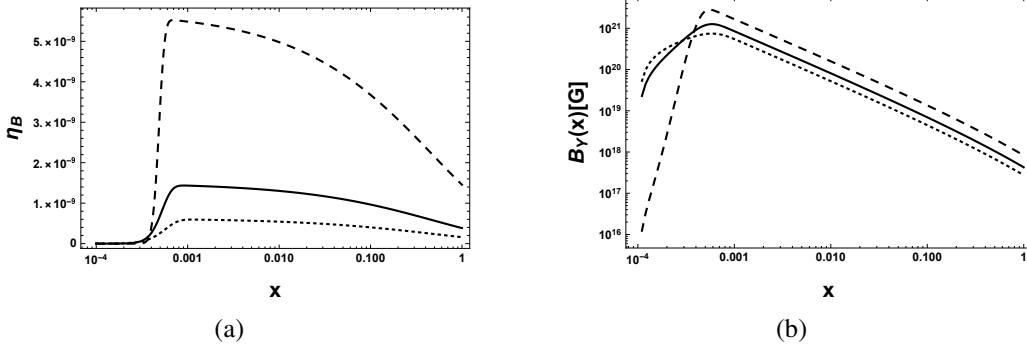 η_B
5. × 10⁻⁹
4. × 10⁻⁹
3. × 10⁻⁹
2. × 10⁻⁹
1. × 10⁻⁹
0
10⁻⁴ 0.001 0.010 0.100 1
x
(a)
B_Y(x)[G]
10²¹
10²⁰
10¹⁹
10¹⁸
10¹⁷
10¹⁶
10⁻⁴ 0.001 0.010 0.100 1
x
(b)